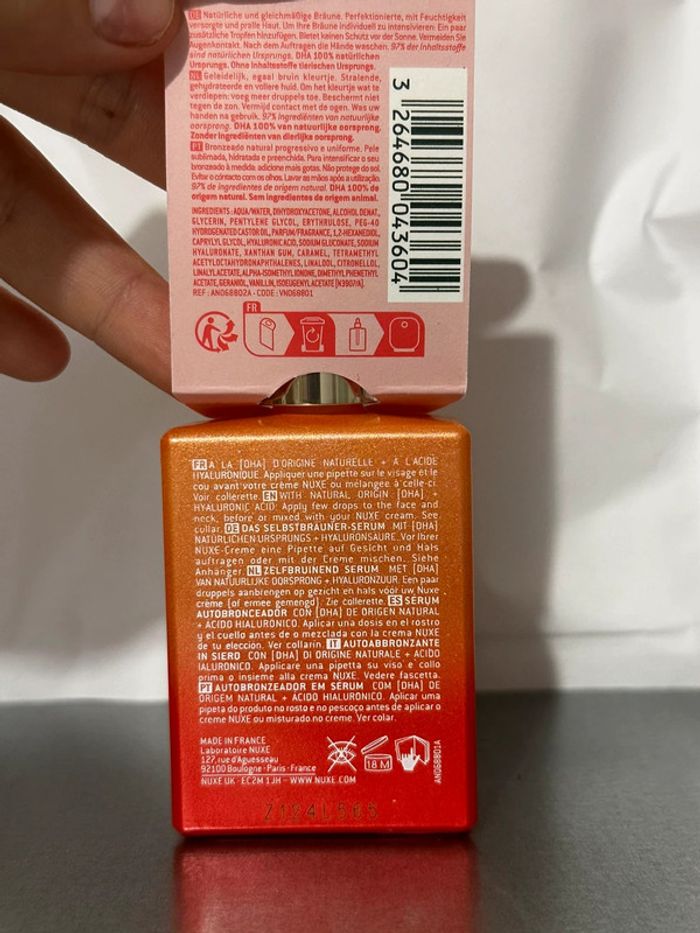 DE Natürliche und gleichmäßige Bräune. Perfektionierte, mit Feuchtigkeit
versorgte und pralle Haut. Um Ihre Bräune individuell zu intensivieren: Ein paar
zusätzliche Tropfen hinzufügen. Bietet keinen Schutz vor der Sonne. Vermeiden Sie
Augenkontakt. Nach dem Auftragen die Hände waschen. 97% der Inhaltsstoffe
sind natürlichen Ursprungs. DHA 100% natürlichen
Ursprungs. Ohne Inhaltsstoffe tierischen Ursprungs.
NL Geleidelijk, egaal bruin kleurtje. Stralende,
gehydrateerde en vollere huid. Om het kleurtje wat te
verdiepen: voeg meer druppels toe. Beschermt niet
tegen de zon. Vermijd contact met de ogen. Was uw
handen na gebruik. 97% ingrediënten van natuurlijke
oorsprong. DHA 100% van natuurlijke oorsprong.
Zonder ingrediënten van dierlijke oorsprong.
PT Bronzeado natural progressivo e uniforme. Pele
sublimada, hidratada e preenchida. Para intensificar o seu
bronzeado à medida: adicione mais gotas. Não protege do sol.
Evitar o contacto com os olhos. Lavar as mãos após a utilização.
97% de ingredientes de origem natural. DHA 100% de
origem natural. Sem ingredientes de origem animal.
INGREDIENTS: AQUA/WATER, DIHYDROXYACETONE, ALCOHOL DENAT.,
GLYCERIN, PENTYLENE GLYCOL, ERYTHRULOSE, PEG-40
HYDROGENATED CASTOR OIL, PARFUM/FRAGRANCE, 1,2-HEXANEDIOL,
CAPRYLYL GLYCOL, HYALURONIC ACID, SODIUM GLUCONATE, SODIUM
HYALURONATE, XANTHAN GUM, CARAMEL, TETRAMETHYL
ACETYLOCTAHYDRONAPHTHALENES, LINALOOL, CITRONELLOL,
LINALYL ACETATE, ALPHA-ISOMETHYL IONONE, DIMETHYL PHENETHYL
ACETATE, GERANIOL, VANILLIN, ISOEUGENYL ACETATE [N3907/A].
REF : AN068802A - CODE : VN068801
3 264680 043604
FR
FR A LA [DHA] D'ORIGINE NATURELLE + A L'ACIDE
HYALURONIQUE. Appliquer une pipette sur le visage et le
cou avant votre crème NUXE ou mélangée à celle-ci.
Voir collerette. EN WITH NATURAL ORIGIN [DHA] +
HYALURONIC ACID: Apply few drops to the face and
neck, before or mixed with your NUXE cream. See
collar. DE DAS SELBSTBRÄUNER-SERUM MIT [DHA]
NATÜRLICHEN URSPRUNGS + HYALURONSÄURE. Vor Ihrer
NUXE-Creme eine Pipette auf Gesicht und Hals
auftragen oder mit der Creme mischen. Siehe
Anhänger. NL ZELFBRUINEND SERUM MET [DHA]
VAN NATUURLIJKE OORSPRONG + HYALURONZUUR. Een paar
druppels aanbrengen op gezicht en hals vóór uw Nuxe
crème (of ermee gemengd). Zie collerette. ES SÉRUM
AUTOBRONCEADOR CON [DHA] DE ORIGEN NATURAL
+ ACIDO HIALURONICO. Aplicar una dosis en el rostro
y el cuello antes de o mezclada con la crema NUXE
de tu elección. Ver collarín. IT AUTOABBRONZANTE
IN SIERO CON [DHA] DI ORIGINE NATURALE + ACIDO
IALURONICO. Applicare una pipetta su viso e collo
prima o insieme alla crema NUXE. Vedere fascetta.
PT AUTOBRONZEADOR EM SÉRUM COM [DHA] DE
ORIGEM NATURAL + ÁCIDO HIALURÓNICO. Aplicar uma
pipeta do produto no rosto e no pescoço antes de aplicar o
creme NUXE ou misturado no creme. Ver colar.
MADE IN FRANCE
Laboratoire NUXE
127, rue d'Aguesseau
92100 Boulogne - Paris - France
NUXE UK - EC2M 1JH - WWW.NUXE.COM
18 M
AN068801A
Z124L565